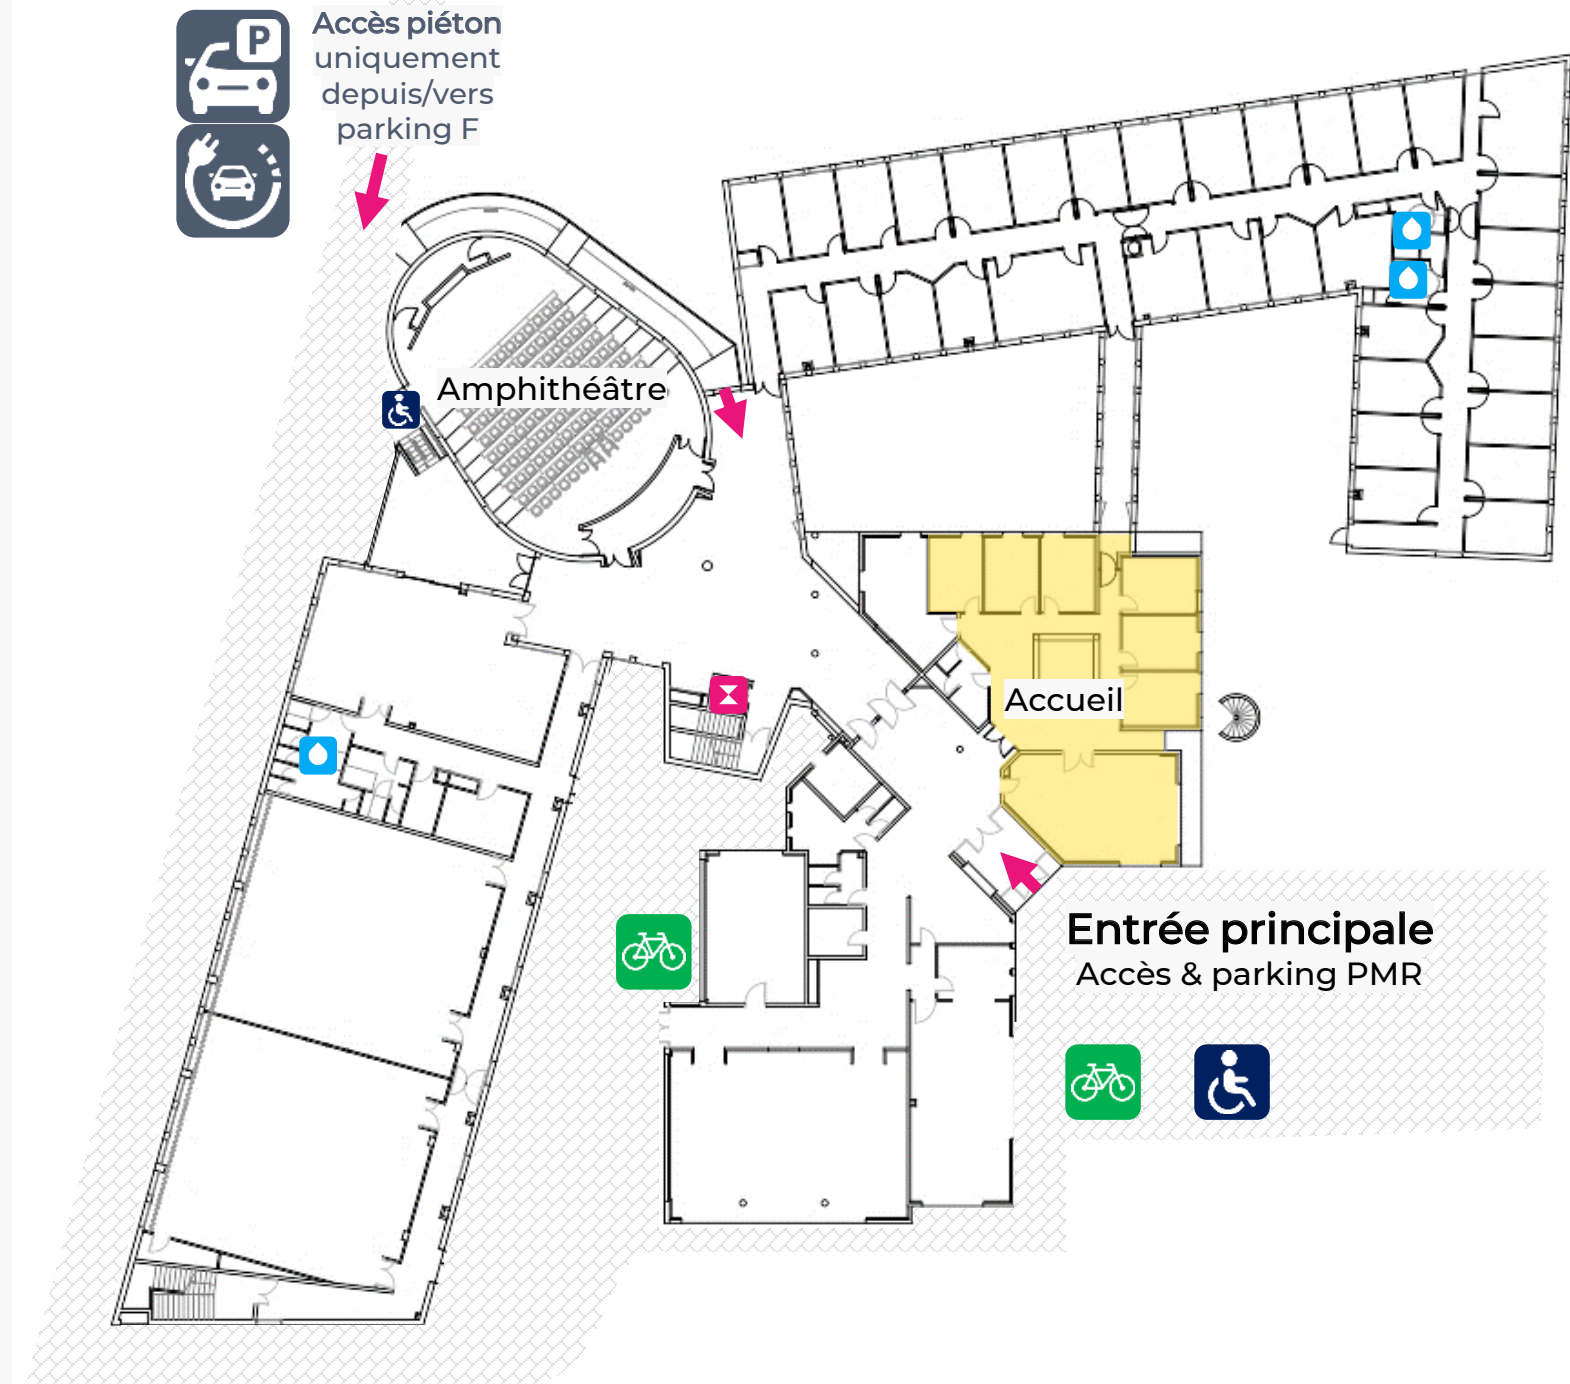 P
Accès piéton
uniquement
depuis/vers
parking F
Amphithéâtre
Accueil
Entrée principale
Accès & parking PMR